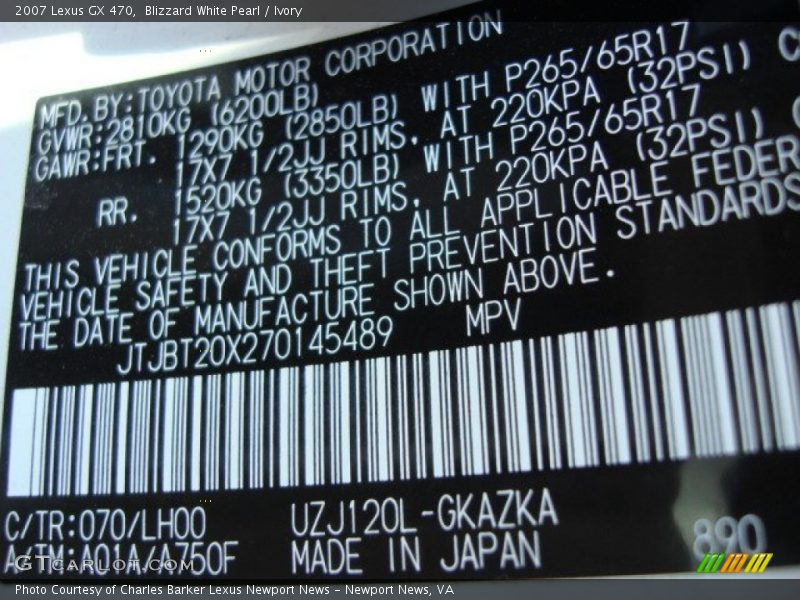 2007 Lexus GX 470, Blizzard White Pearl / Ivory
MFD. BY:TOYOTA MOTOR CORPORATION
GVWR:2810KG (6200LB)
GAWR:FRT. 1290KG (2850LB) WITH P265/65R17
17X7 1/2JJ RIMS, AT 220KPA (32PSI) C
RR. 1520KG (3350LB) WITH P265/65R17
17X7 1/2JJ RIMS, AT 220KPA (32PSI)
THIS VEHICLE CONFORMS TO ALL APPLICABLE FEDER
VEHICLE SAFETY AND THEFT PREVENTION STANDARDS
THE DATE OF MANUFACTURE SHOWN ABOVE.
JTJBT20X270145489 MPV
C/TR:070/LH00 UZJ120L-GKAZKA
A/TM:A01A/A750F MADE IN JAPAN 890
GTCarLot.com
Photo Courtesy of Charles Barker Lexus Newport News - Newport News, VA